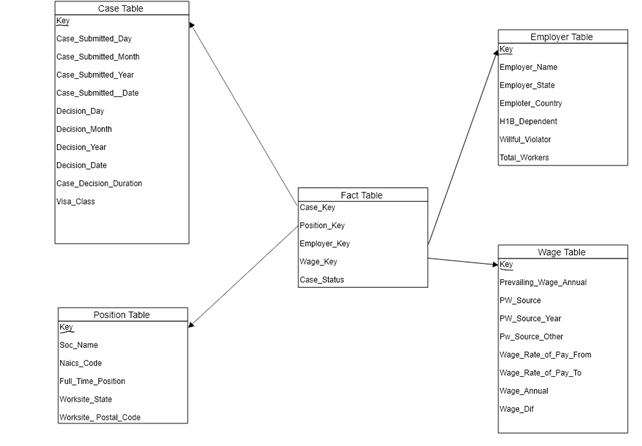 Case Table
Key
Case_Submitted_Day
Case_Submitted_Month
Case_Submitted_Year
Case_Submitted__Date
Decision_Day
Decision_Month
Decision_Year
Decision_Date
Case_Decision_Duration
Visa_Class
Employer Table
Key
Employer_Name
Employer_State
Emploter_Country
H1B_Dependent
Willful_Violator
Total_Workers
Fact Table
Case_Key
Position_Key
Employer_Key
Wage_Key
Case_Status
Position Table
Key
Soc_Name
Naics_Code
Full_Time_Position
Worksite_State
Worksite_ Postal_Code
Wage Table
Key
Prevailing_Wage_Annual
PW_Source
PW_Source_Year
Pw_Source_Other
Wage_Rate_of_Pay_From
Wage_Rate_of_Pay_To
Wage_Annual
Wage_Dif